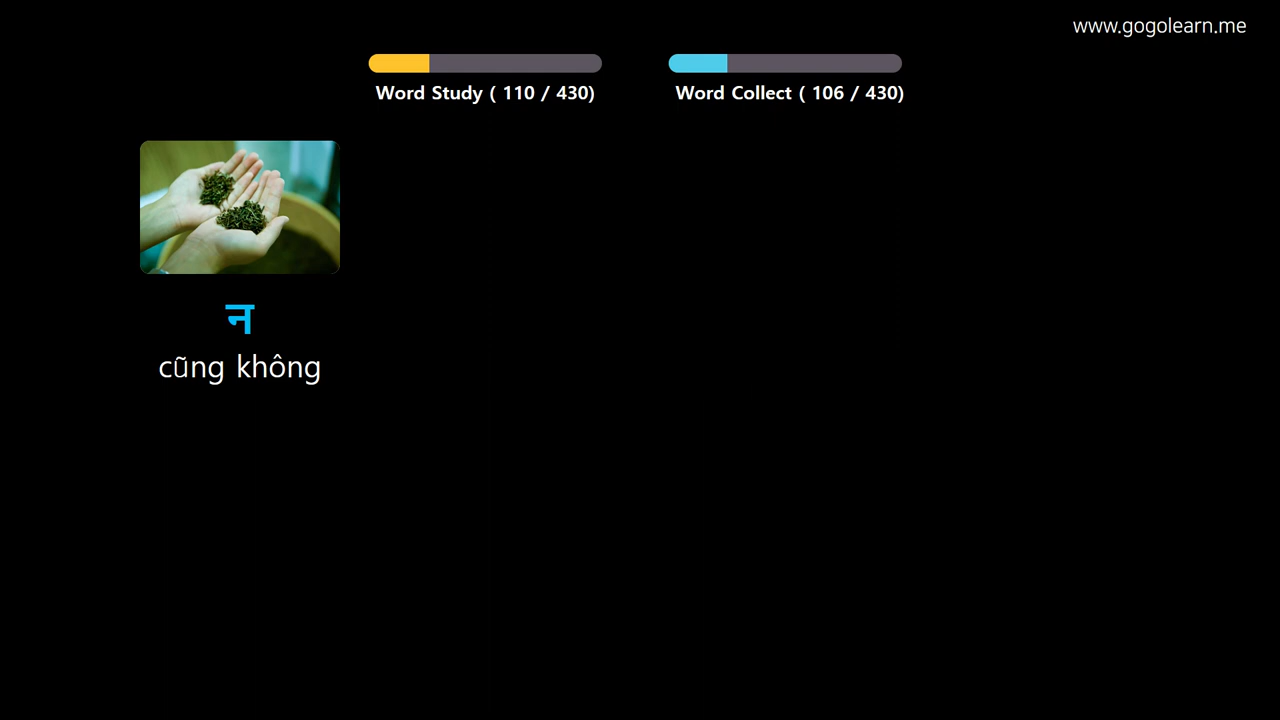 www.gogolearn.me
Word Study ( 110 / 430)
Word Collect ( 106 / 430)
न
cũng không